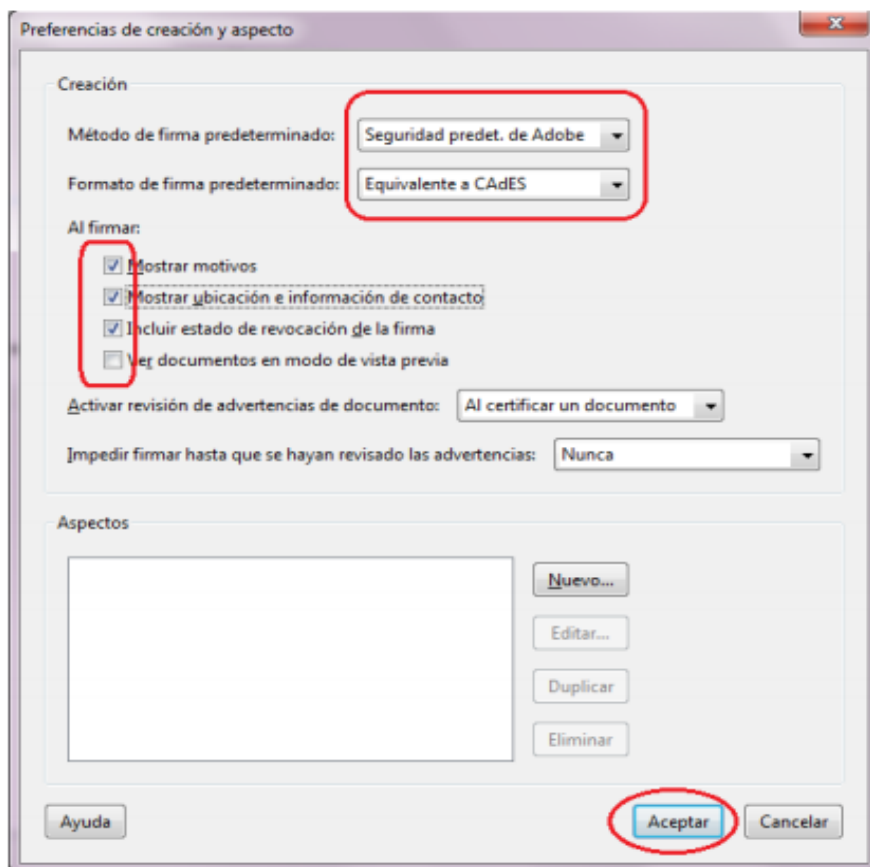 Preferencias de creación y aspecto
Creación
Método de firma predeterminado: Seguridad predet. de Adobe
Formato de firma predeterminado: Equivalente a CAdES
Al firmar:
Mostrar motivos
Mostrar ubicación e información de contacto
Incluir estado de revocación de la firma
Ver documentos en modo de vista previa
Activar revisión de advertencias de documento: Al certificar un documento
Impedir firmar hasta que se hayan revisado las advertencias: Nunca
Aspectos
Nuevo...
Editar...
Duplicar
Eliminar
Ayuda Aceptar Cancelar